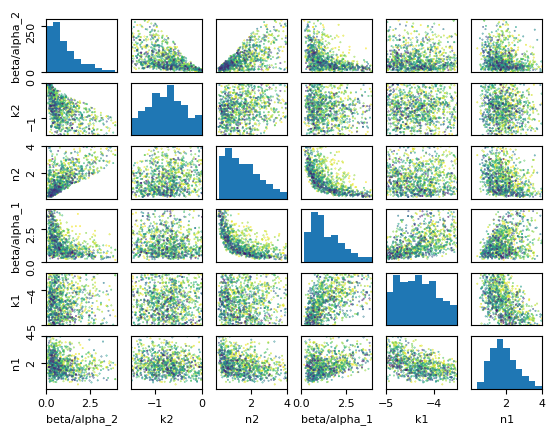 beta/alpha_2
250
0
k2
0
−1
n2
4
2
beta/alpha_1
2.5
0.0
k1
−4
−5
n1
4
2
0.0 2.5 −1 0 2 4 0.0 2.5 −5 −4 2 4
beta/alpha_2 k2 n2 beta/alpha_1 k1 n1